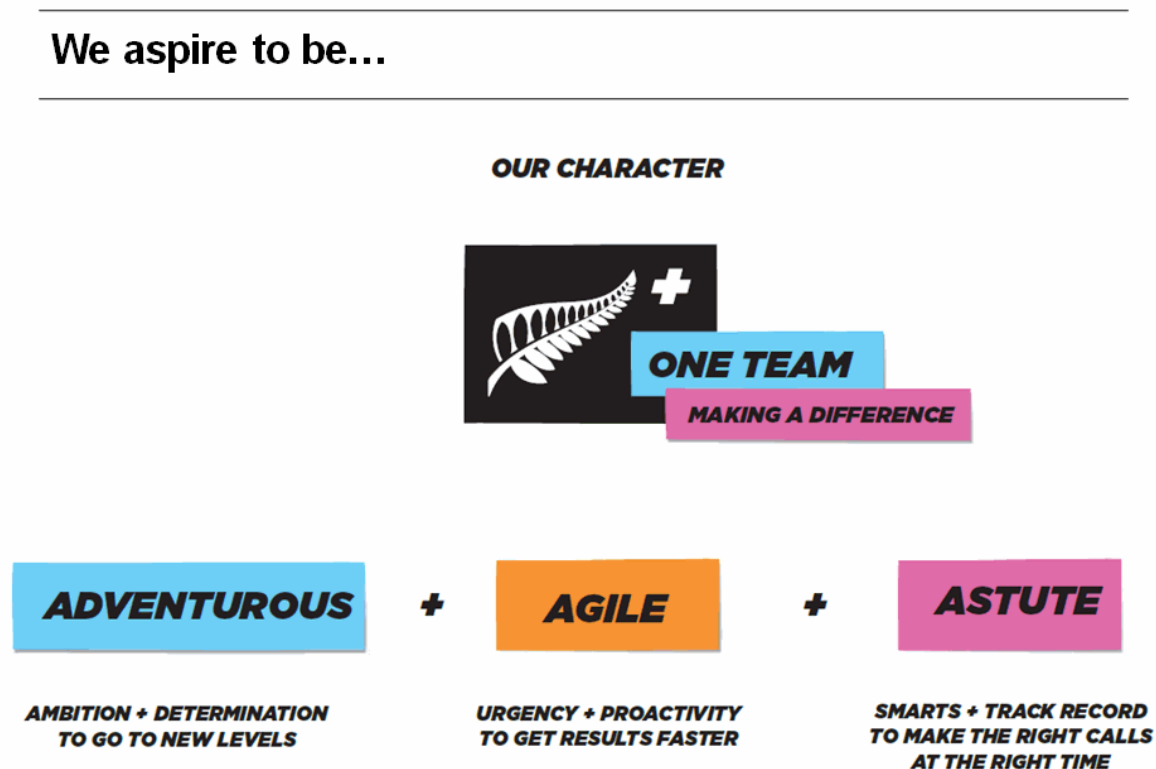 We aspire to be...
OUR CHARACTER
+
ONE TEAM
MAKING A DIFFERENCE
ADVENTUROUS + AGILE + ASTUTE
AMBITION + DETERMINATION
TO GO TO NEW LEVELS
URGENCY + PROACTIVITY
TO GET RESULTS FASTER
SMARTS + TRACK RECORD
TO MAKE THE RIGHT CALLS
AT THE RIGHT TIME